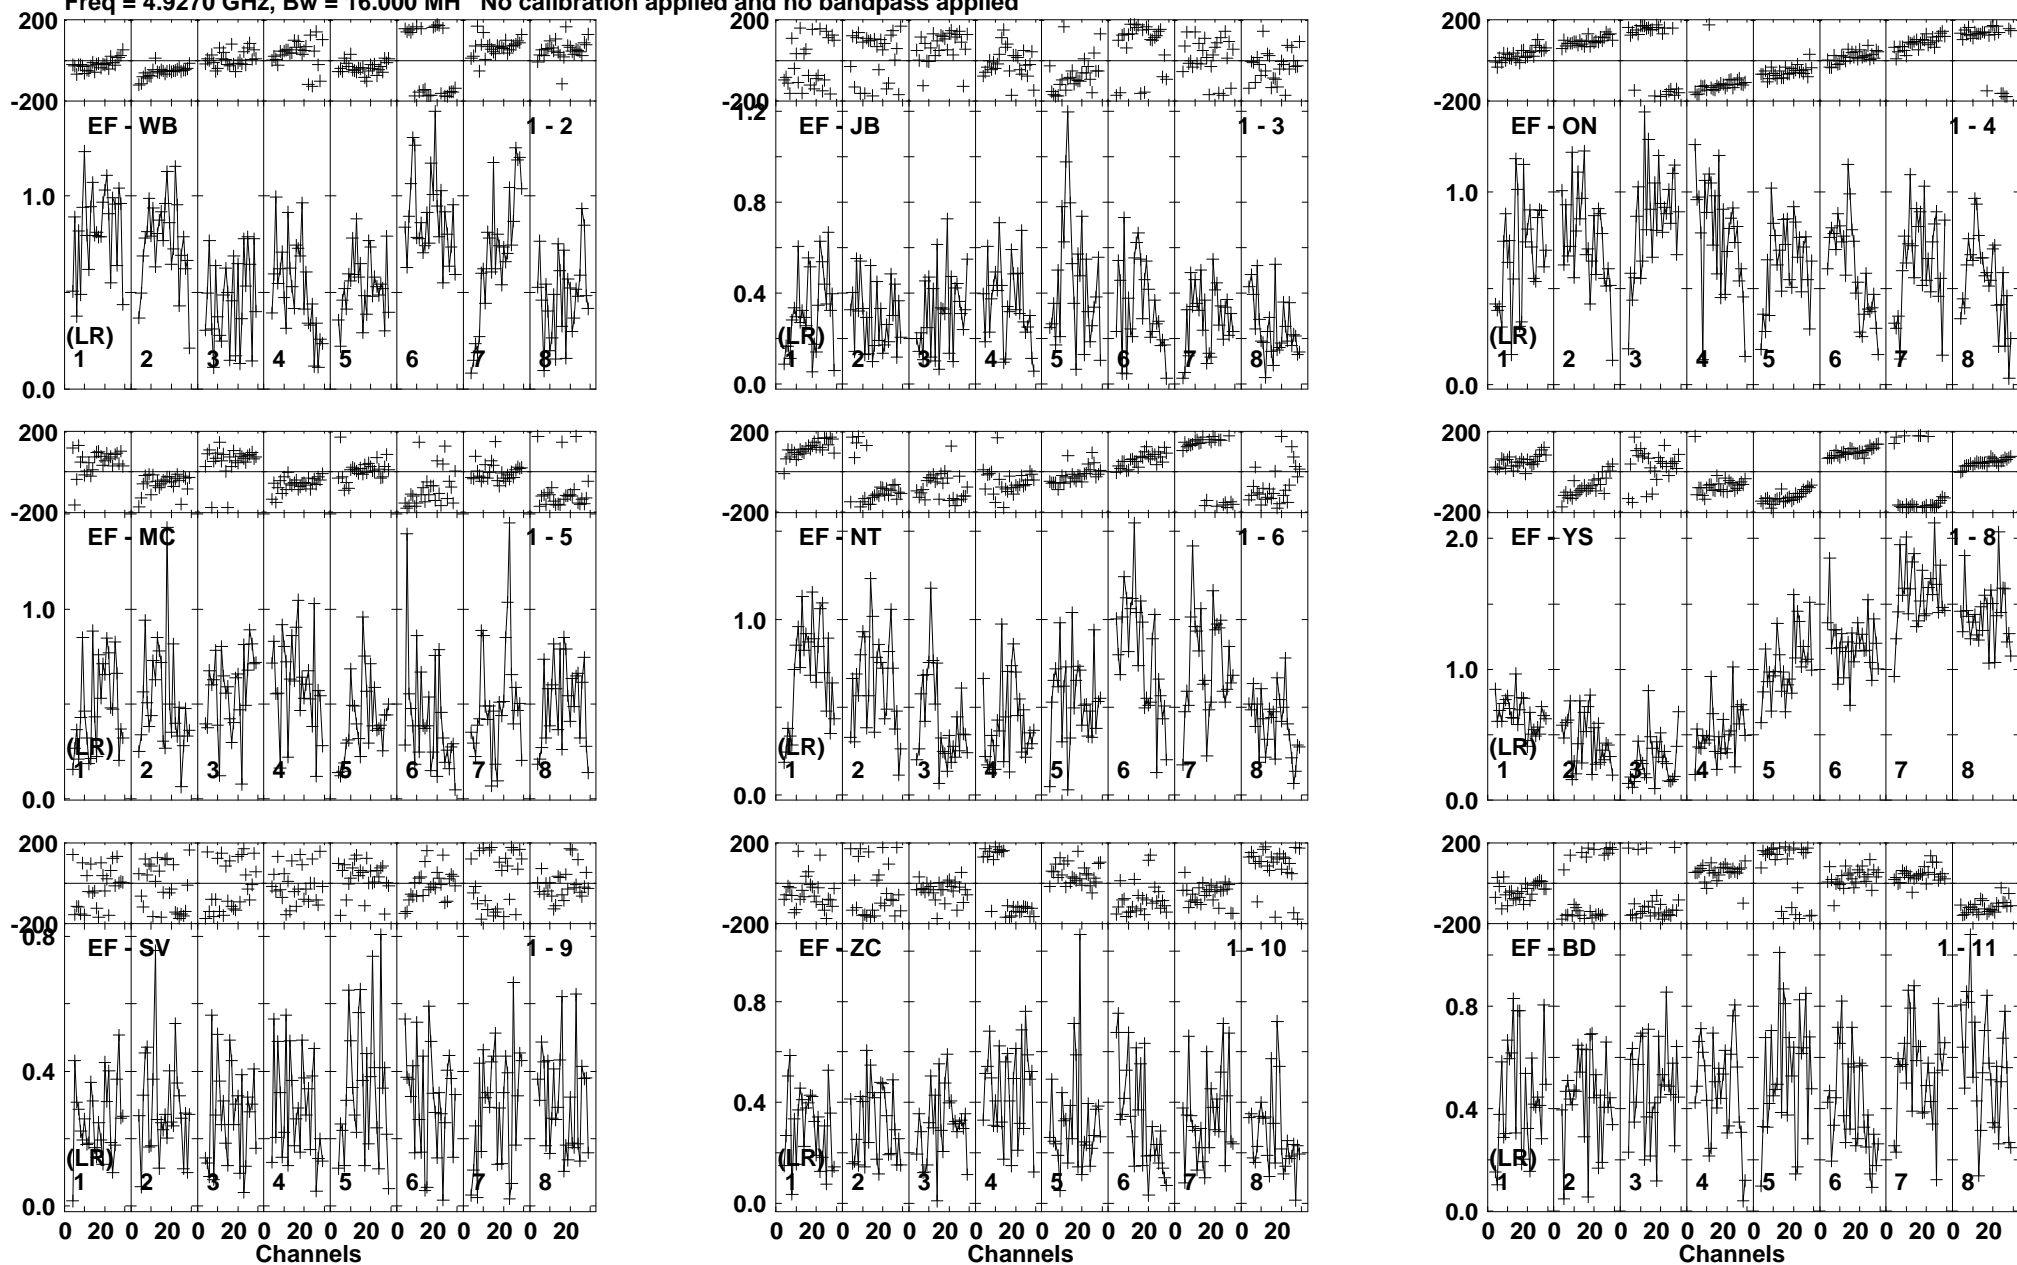 Freq = 4.9270 GHz, Bw = 16.000 MH No calibration applied and no bandpass applied
200
-200
EF - WB 1 - 2
1.0
(LR)
1 2 3 4 5 6 7 8
0.0
200
-200
1.2
EF - JB 1 - 3
0.8
0.4
(LR)
1 2 3 4 5 6 7 8
0.0
200
-200
EF - ON 1 - 4
1.0
(LR)
1 2 3 4 5 6 7 8
0.0
200
-200
EF - MC 1 - 5
1.0
(LR)
1 2 3 4 5 6 7 8
0.0
200
-200
EF - NT 1 - 6
1.0
(LR)
1 2 3 4 5 6 7 8
0.0
200
-200
EF - YS 1 - 8
2.0
1.0
(LR)
1 2 3 4 5 6 7 8
0.0
200
-200
0.8
EF - SV 1 - 9
0.4
(LR)
1 2 3 4 5 6 7 8
0.0
0 20 0 20 0 20 0 20 0 20 0 20 0 20 0 20
Channels
200
-200
EF - ZC 1 - 10
0.8
0.4
(LR)
1 2 3 4 5 6 7 8
0.0
0 20 0 20 0 20 0 20 0 20 0 20 0 20 0 20
Channels
200
-200
EF - BD 1 - 11
0.8
0.4
(LR)
1 2 3 4 5 6 7 8
0.0
0 20 0 20 0 20 0 20 0 20 0 20 0 20 0 20
Channels